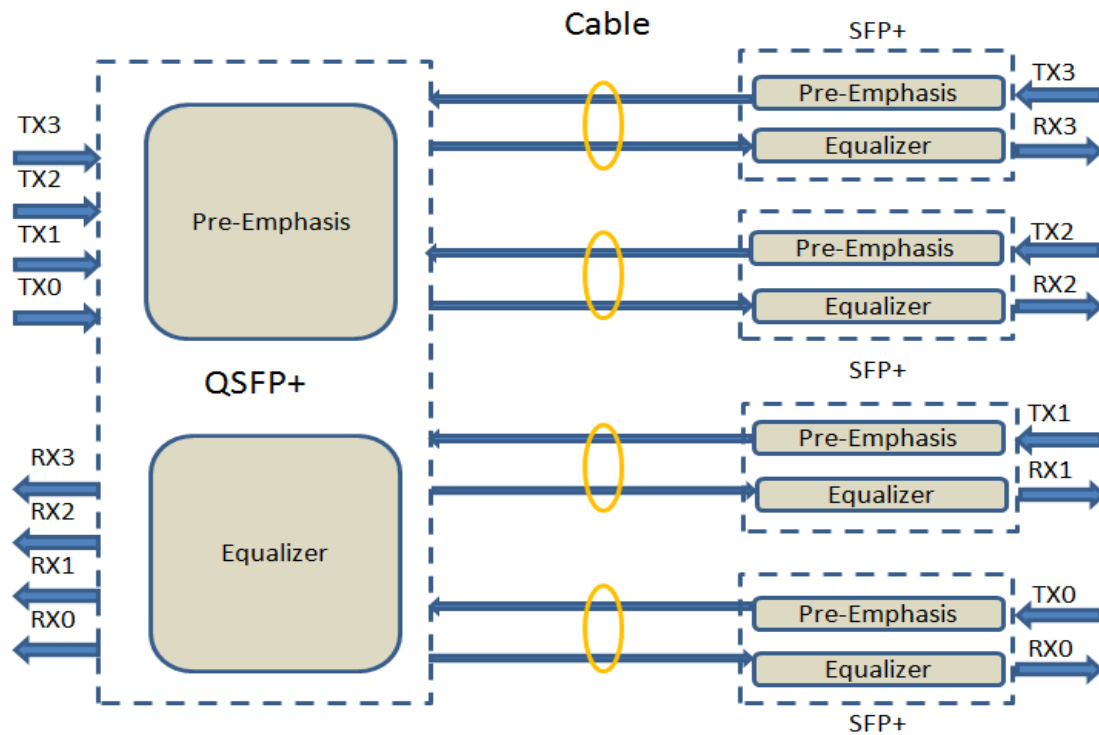 Cable
SFP+
TX3
Pre-Emphasis
RX3
Equalizer
TX3
TX2
TX1
TX0
Pre-Emphasis
TX2
Pre-Emphasis
RX2
Equalizer
SFP+
QSFP+
TX1
Pre-Emphasis
RX1
Equalizer
RX3
RX2
RX1
RX0
Equalizer
TX0
Pre-Emphasis
RX0
Equalizer
SFP+